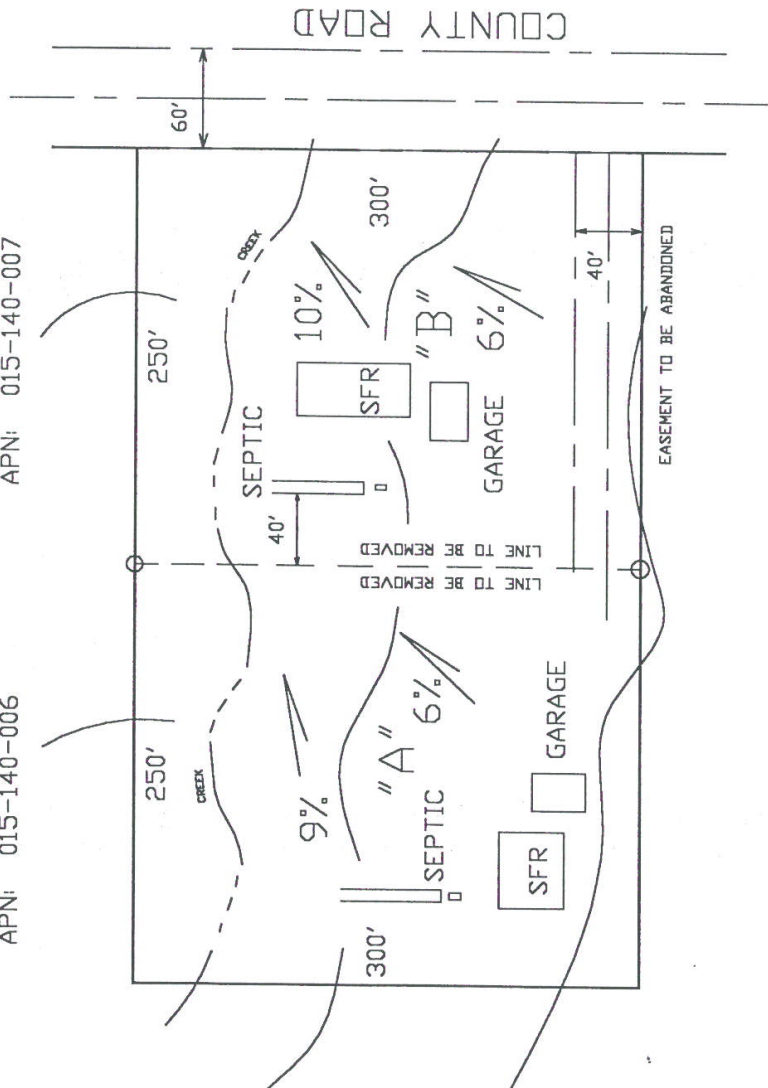 APN: 015-140-006
APN: 015-140-007
250'
250'
CREEK
CREEK
60'
COUNTY ROAD
9%
10%
SEPTIC
40'
300'
300'
"A"
6%
SEPTIC
SFR
GARAGE
LINE TO BE REMOVED
LINE TO BE REMOVED
SFR
"B"
6%
GARAGE
40'
EASEMENT TO BE ABANDONED